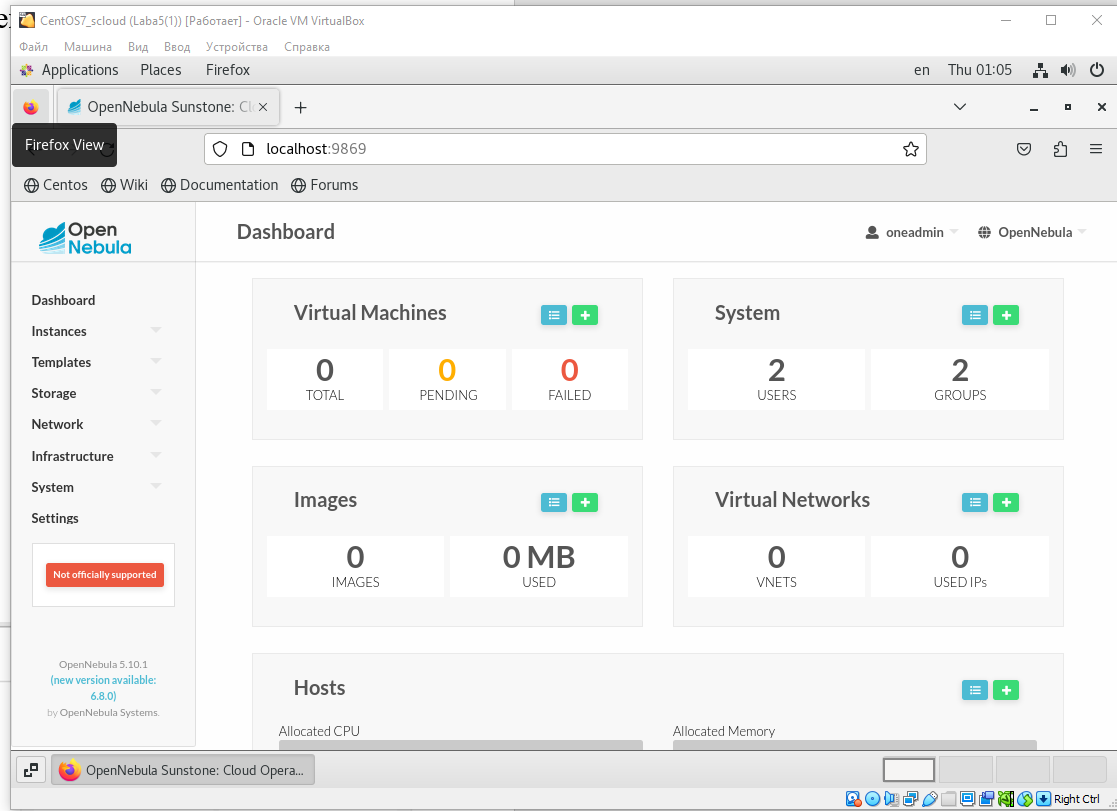 CentOS7_scloud (Laba5(1)) [Работает] - Oracle VM VirtualBox
Файл Машина Вид Ввод Устройства Справка
Applications Places Firefox en Thu 01:05
OpenNebula Sunstone: Cl
Firefox View
localhost:9869
Centos Wiki Documentation Forums
Open Nebula
Dashboard oneadmin OpenNebula
Dashboard
Instances
Templates
Storage
Network
Infrastructure
System
Settings
Not officially supported
OpenNebula 5.10.1
(new version available:
6.8.0)
by OpenNebula Systems.
Virtual Machines
0 0 0
TOTAL PENDING FAILED
System
2 2
USERS GROUPS
Images
0 0 MB
IMAGES USED
Virtual Networks
0 0
VNETS USED IPs
Hosts
Allocated CPU Allocated Memory
OpenNebula Sunstone: Cloud Opera...
Right Ctrl